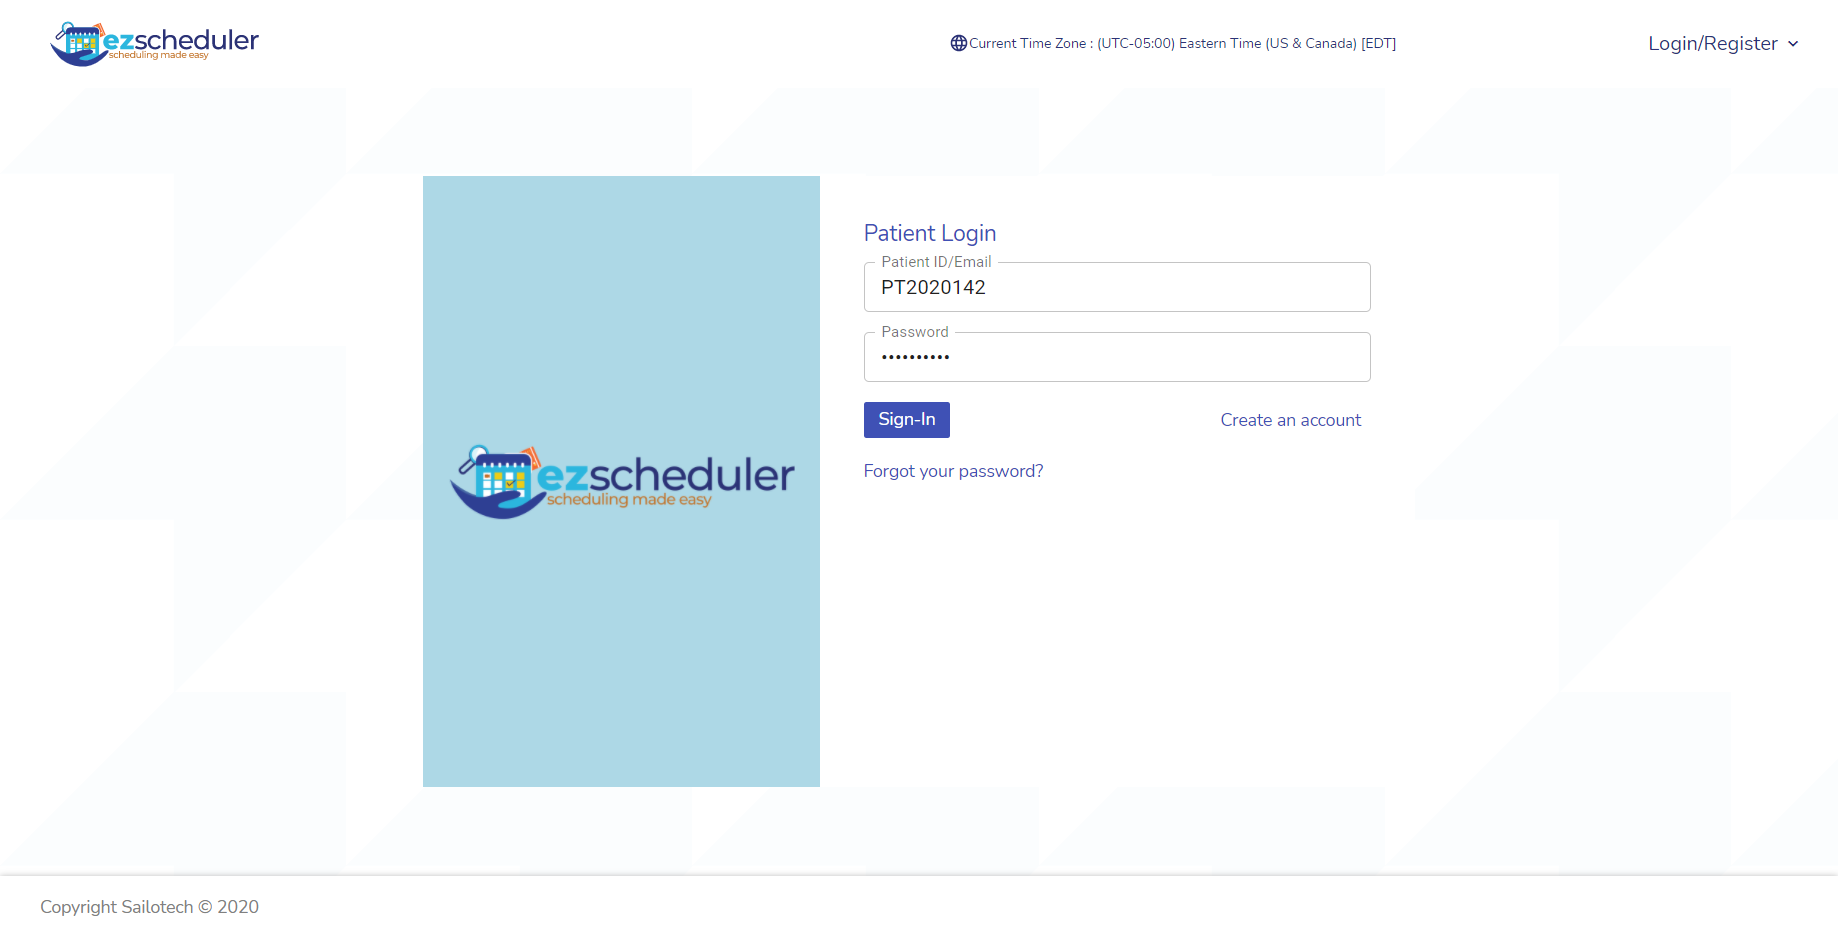 ezscheduler
scheduling made easy
Current Time Zone : (UTC-05:00) Eastern Time (US & Canada) [EDT]
Login/Register
ezscheduler
scheduling made easy
Patient Login
Patient ID/Email
PT2020142
Password
••••••••••
Sign-In
Create an account
Forgot your password?
Copyright Sailotech © 2020